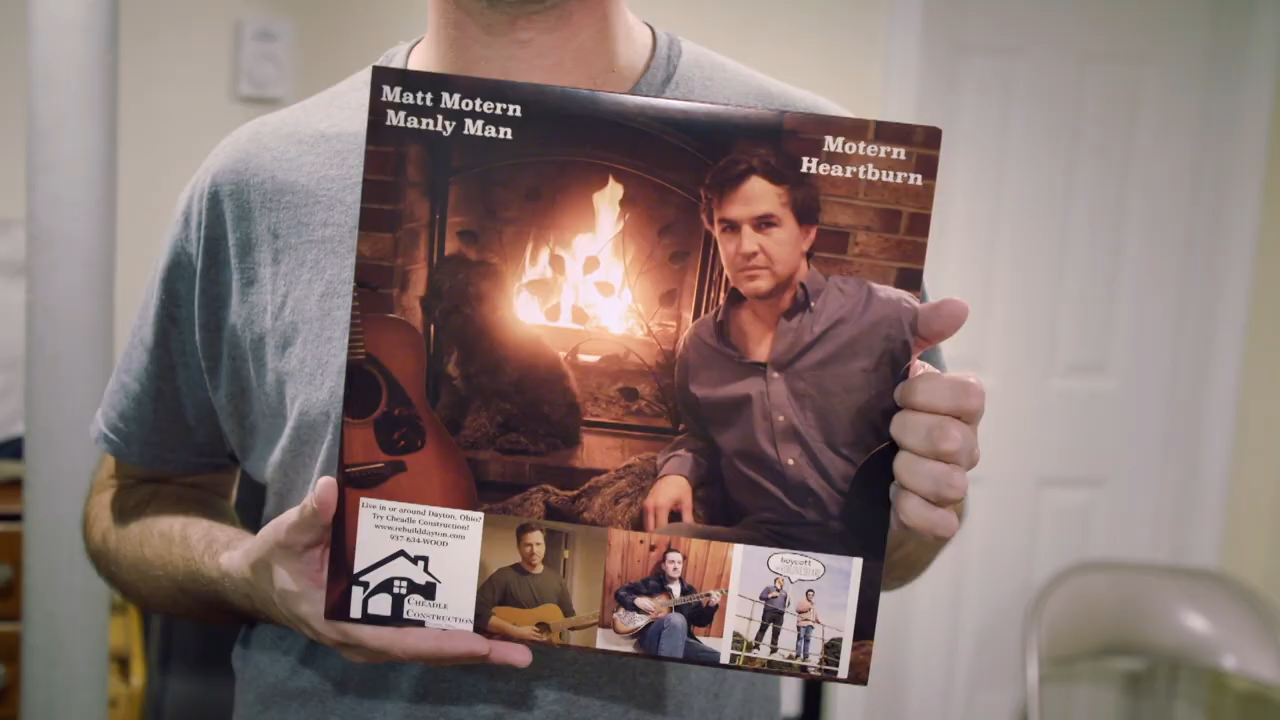 Matt Motern
Manly Man
Motern
Heartburn
Live in or around Dayton, Ohio?
Try Cheadle Construction!
www.rebuilddayton.com
937-634-WOOD
Cheadle
Construction
boycott